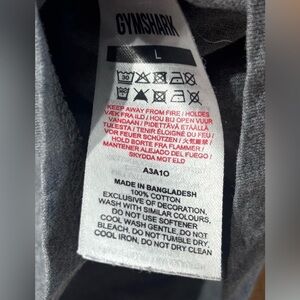 GYMSHARK
L
KEEP AWAY FROM FIRE / HOLDES
VÆK FRA ILD / HOU BIJ OPEN VUUR
VANDAAN / PIDETTÄVÄ ETÄÄLLÄ
TULESTA / TENIR ÉLOIGNÉ DU FEU /
VOR FEUER SCHÜTZEN / 火気厳禁 /
HOLD BORTE FRA FLAMMER /
MANTENER ALEJADO DEL FUEGO /
SKYDDA MOT ELD
A3A1O
MADE IN BANGLADESH
100% COTTON
EXCLUSIVE OF DECORATION,
WASH WITH SIMILAR COLOURS,
DO NOT USE SOFTENER
COOL WASH GENTLE, DO NOT
BLEACH, DO NOT TUMBLE DRY,
COOL IRON, DO NOT DRY CLEAN